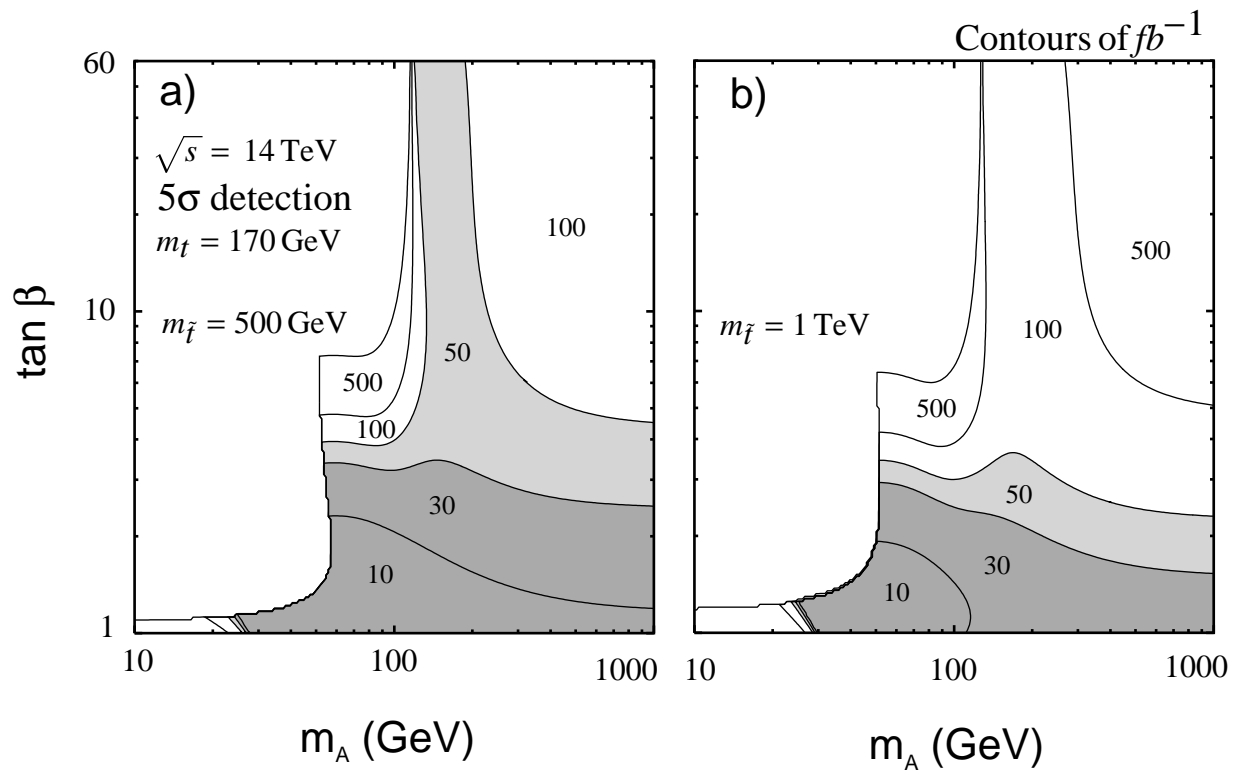 Contours of fb⁻¹
60
a)
√s = 14 TeV
5σ detection
mₜ = 170 GeV
100
tan β
10
m_t̃ = 500 GeV
50
500
100
30
10
1
10
100
1000
m_A (GeV)
b)
500
m_t̃ = 1 TeV
100
500
50
30
10
10
100
1000
m_A (GeV)